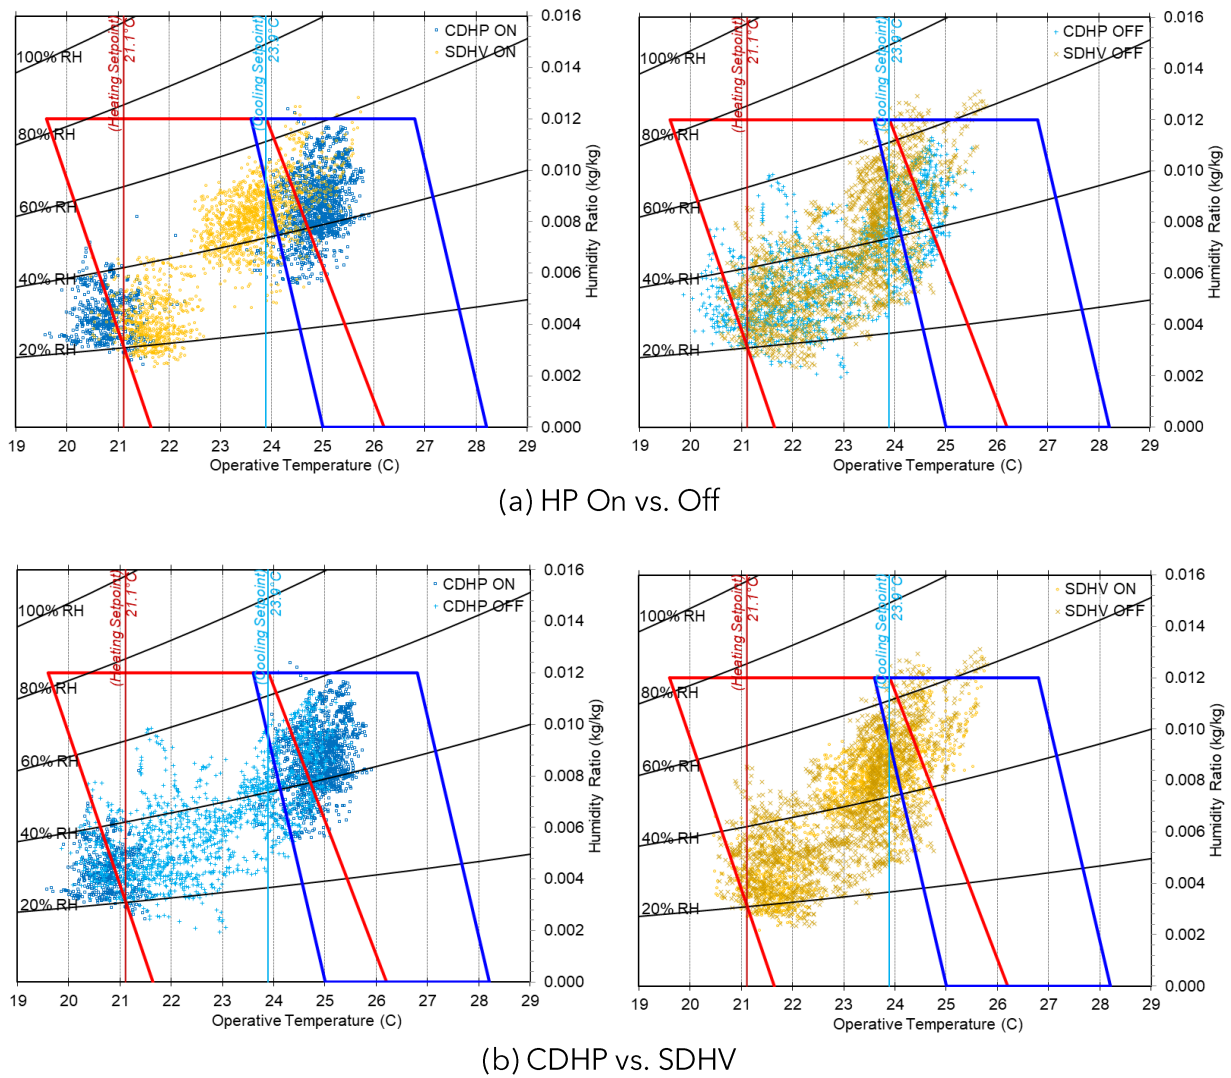 CDHP ON
SDHV ON
(Heating Setpoint)
21.1°C
(Cooling Setpoint)
23.9°C
100% RH
80% RH
60% RH
40% RH
20% RH
0.016
0.014
0.012
0.010
0.008
0.006
0.004
0.002
0.000
Humidity Ratio (kg/kg)
19 20 21 22 23 24 25 26 27 28 29
Operative Temperature (C)
CDHP OFF
SDHV OFF
(Heating Setpoint)
21.1°C
(Cooling Setpoint)
23.9°C
100% RH
80% RH
60% RH
40% RH
20% RH
0.016
0.014
0.012
0.010
0.008
0.006
0.004
0.002
0.000
Humidity Ratio (kg/kg)
19 20 21 22 23 24 25 26 27 28 29
Operative Temperature (C)
(a) HP On vs. Off
CDHP ON
CDHP OFF
(Heating Setpoint)
21.1°C
(Cooling Setpoint)
23.9°C
100% RH
80% RH
60% RH
40% RH
20% RH
0.016
0.014
0.012
0.010
0.008
0.006
0.004
0.002
0.000
Humidity Ratio (kg/kg)
19 20 21 22 23 24 25 26 27 28 29
Operative Temperature (C)
SDHV ON
SDHV OFF
(Heating Setpoint)
21.1°C
(Cooling Setpoint)
23.9°C
100% RH
80% RH
60% RH
40% RH
20% RH
0.016
0.014
0.012
0.010
0.008
0.006
0.004
0.002
0.000
Humidity Ratio (kg/kg)
19 20 21 22 23 24 25 26 27 28 29
Operative Temperature (C)
(b) CDHP vs. SDHV